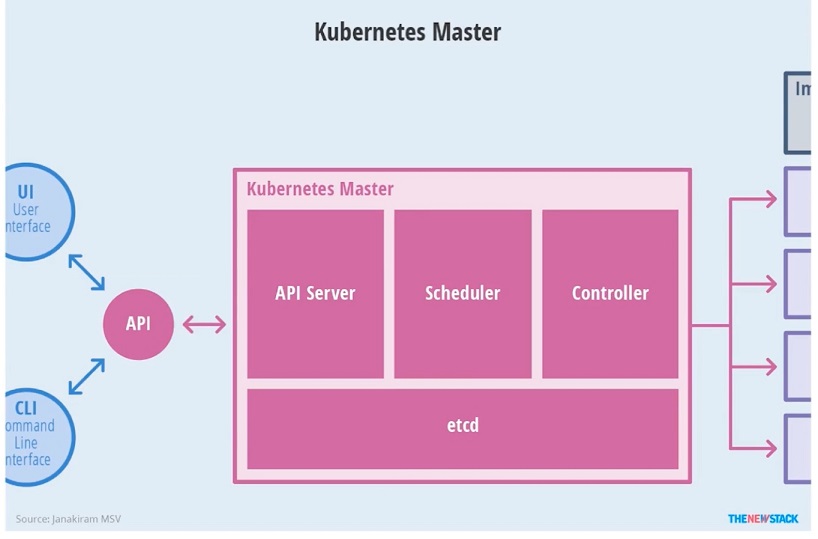 Kubernetes Master
Im
UI
User
nterface
Kubernetes Master
API Server
Scheduler
Controller
API
CLI
ommand
Line
nterface
etcd
Source: Janakiram MSV
THENEWSTACK